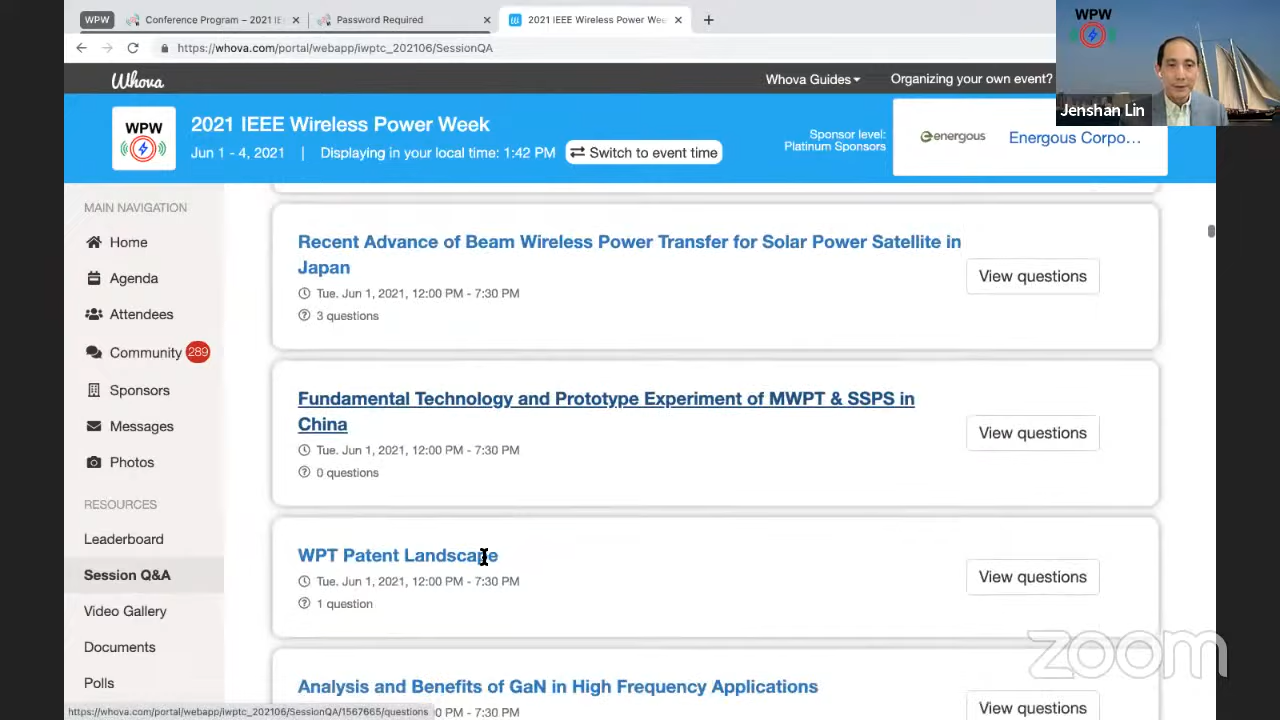 WPW
Conference Program – 2021 IE
Password Required
2021 IEEE Wireless Power Wee
https://whova.com/portal/webapp/iwptc_202106/SessionQA
WPW
Jenshan Lin
Whova
Whova Guides
Organizing your own event?
WPW
2021 IEEE Wireless Power Week
Jun 1 - 4, 2021 | Displaying in your local time: 1:42 PM
Switch to event time
Sponsor level:
Platinum Sponsors
energous
Energous Corpo...
MAIN NAVIGATION
Home
Agenda
Attendees
Community 289
Sponsors
Messages
Photos
RESOURCES
Leaderboard
Session Q&A
Video Gallery
Documents
Polls
Recent Advance of Beam Wireless Power Transfer for Solar Power Satellite in
Japan
Tue. Jun 1, 2021, 12:00 PM - 7:30 PM
3 questions
View questions
Fundamental Technology and Prototype Experiment of MWPT & SSPS in
China
Tue. Jun 1, 2021, 12:00 PM - 7:30 PM
0 questions
View questions
WPT Patent Landscape
Tue. Jun 1, 2021, 12:00 PM - 7:30 PM
1 question
View questions
Analysis and Benefits of GaN in High Frequency Applications
0 PM - 7:30 PM
View questions
https://whova.com/portal/webapp/iwptc_202106/SessionQA/1567665/questions
zoom